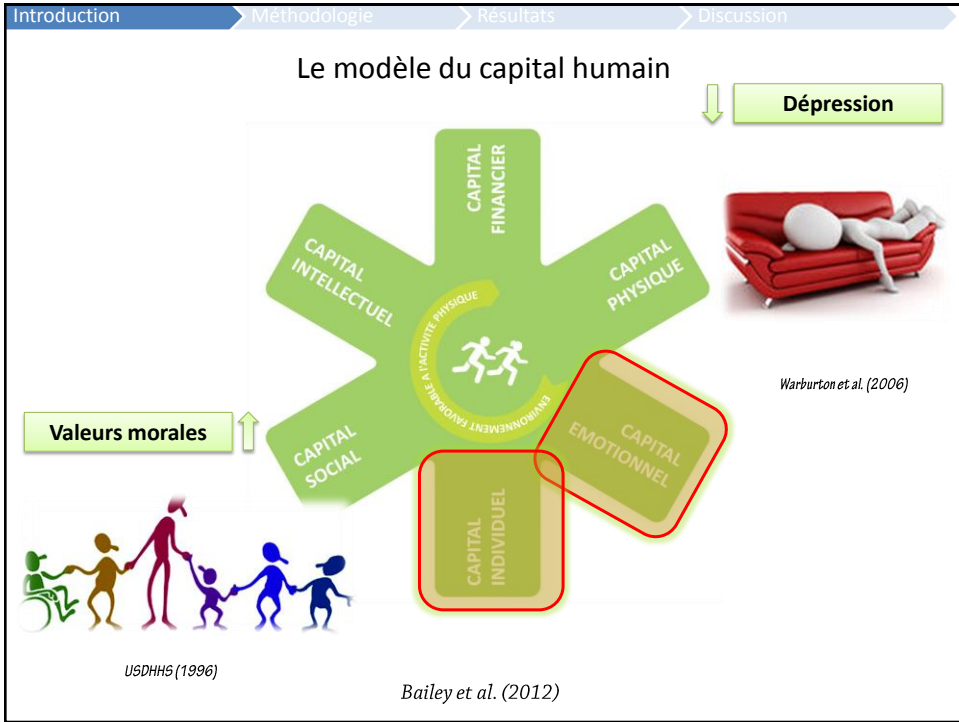 Introduction
Méthodologie
Résultats
Discussion
Le modèle du capital humain
Dépression
CAPITAL
FINANCIER
CAPITAL
INTELLECTUEL
CAPITAL
PHYSIQUE
ENVIRONNEMENT FAVORABLE A l'ACTIVITE PHYSIQUE
Warburton et al. (2006)
Valeurs morales
CAPITAL
SOCIAL
CAPITAL
EMOTIONNEL
CAPITAL
INDIVIDUEL
USDHHS (1996)
Bailey et al. (2012)